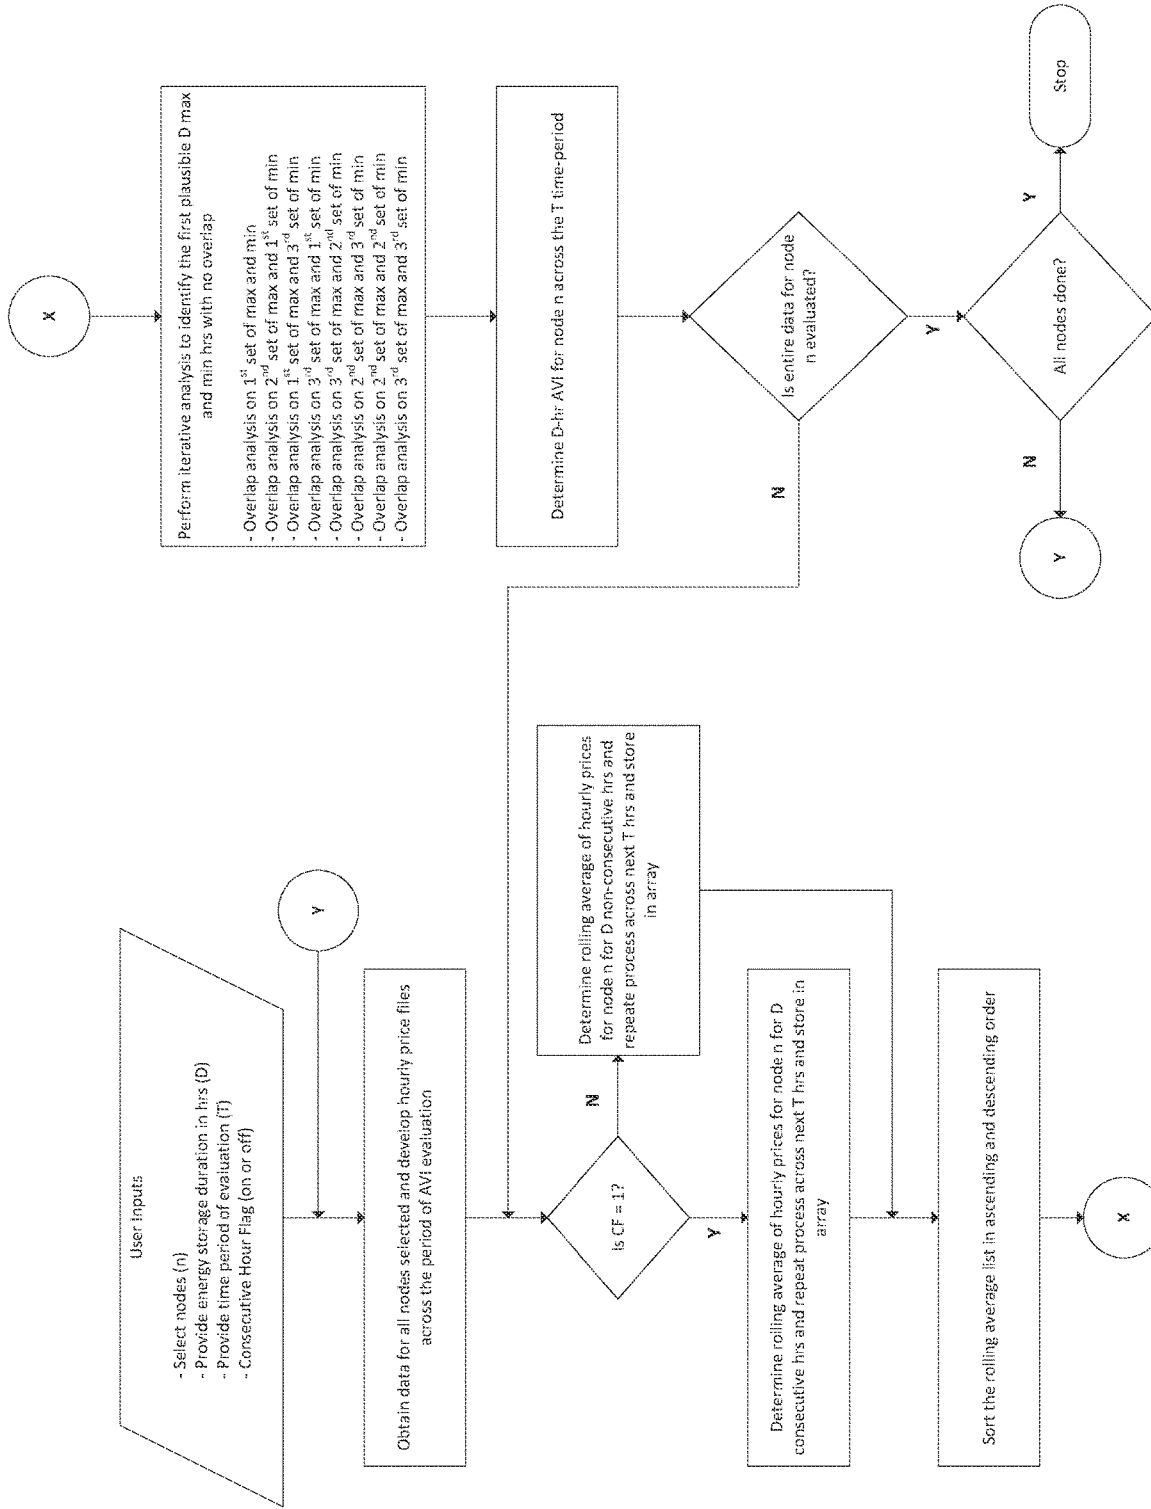 User Inputs
- Select nodes (n)
- Provide energy storage duration in hrs (D)
- Provide time period of evaluation (T)
- Consecutive Hour Flag (on or off)
Y
Obtain data for all nodes selected and develop hourly price files
across the period of AVI evaluation
Is CF = 1?
N
Y
Determine rolling average of hourly prices
for node n for D non-consecutive hrs and
repeate process across next T hrs and store
in array
Determine rolling average of hourly prices for node n for D
consecutive hrs and repeat process across next T hrs and store in
array
Sort the rolling average list in ascending and descending order
X
X
Perform iterative analysis to identify the first plausible D max
and min hrs with no overlap
- Overlap analysis on 1st set of max and min
- Overlap analysis on 2nd set of max and 1st set of min
- Overlap analysis on 1st set of max and 3rd set of min
- Overlap analysis on 3rd set of max and 1st set of min
- Overlap analysis on 3rd set of max and 2nd set of min
- Overlap analysis on 2nd set of max and 3rd set of min
- Overlap analysis on 2nd set of max and 2nd set of min
- Overlap analysis on 3rd set of max and 3rd set of min
Determine D-hr AVI for node n across the T time-period
Is entire data for node
n evaluated?
N
Y
All nodes done?
N
Y
Y
Stop